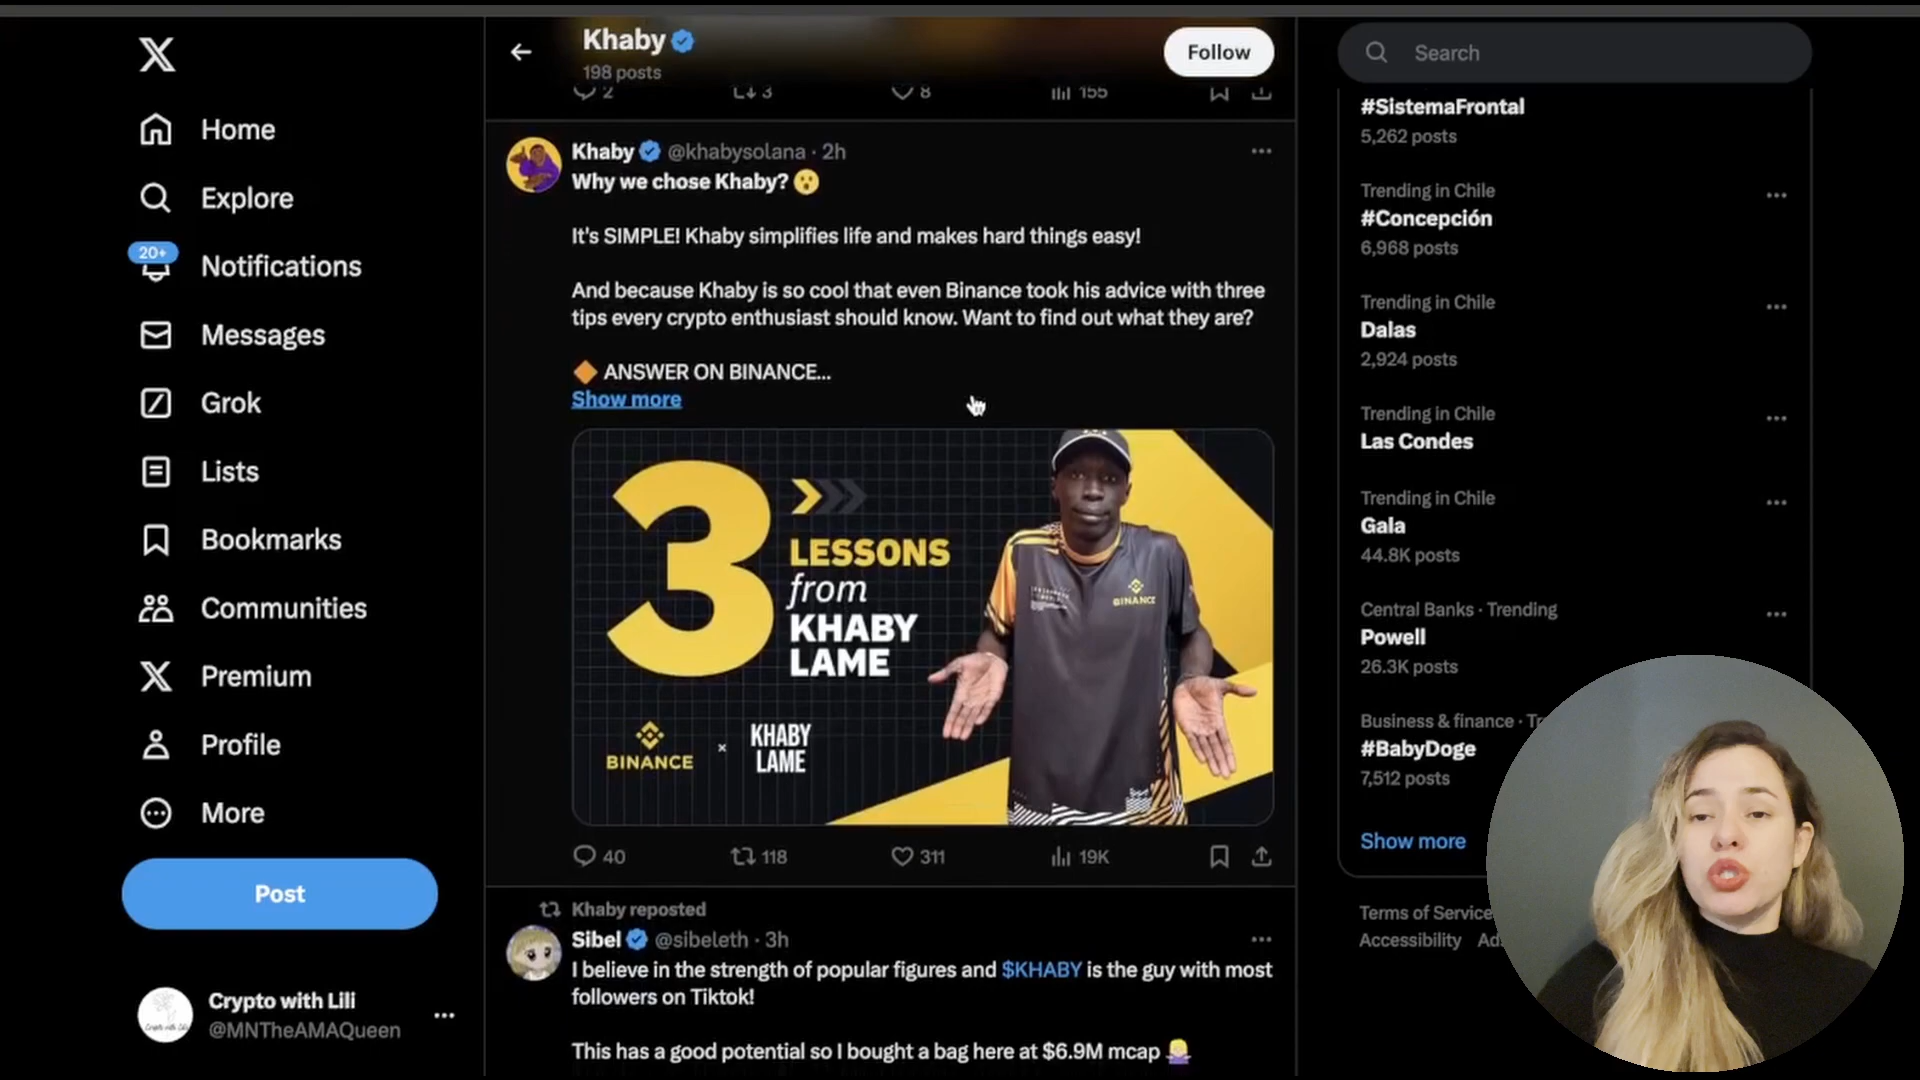 Home
Explore
20+
Notifications
Messages
Grok
Lists
Bookmarks
Communities
Premium
Profile
More
Post
Crypto with Lili
@MNTheAMAQueen
Khaby
198 posts
Follow
2 3 8 155
Khaby @khabysolana · 2h
Why we chose Khaby? 😮
It's SIMPLE! Khaby simplifies life and makes hard things easy!
And because Khaby is so cool that even Binance took his advice with three
tips every crypto enthusiast should know. Want to find out what they are?
🔶 ANSWER ON BINANCE...
Show more
3
LESSONS
from
KHABY
LAME
BINANCE
BINANCE × KHABY
LAME
40 118 311 19K
Khaby reposted
Sibel @sibeleth · 3h
I believe in the strength of popular figures and $KHABY is the guy with most
followers on Tiktok!
This has a good potential so I bought a bag here at $6.9M mcap
Search
#SistemaFrontal
5,262 posts
Trending in Chile
#Concepción
6,968 posts
Trending in Chile
Dalas
2,924 posts
Trending in Chile
Las Condes
Trending in Chile
Gala
44.8K posts
Central Banks · Trending
Powell
26.3K posts
Business & finance · Tr
#BabyDoge
7,512 posts
Show more
Terms of Service
Accessibility Ad